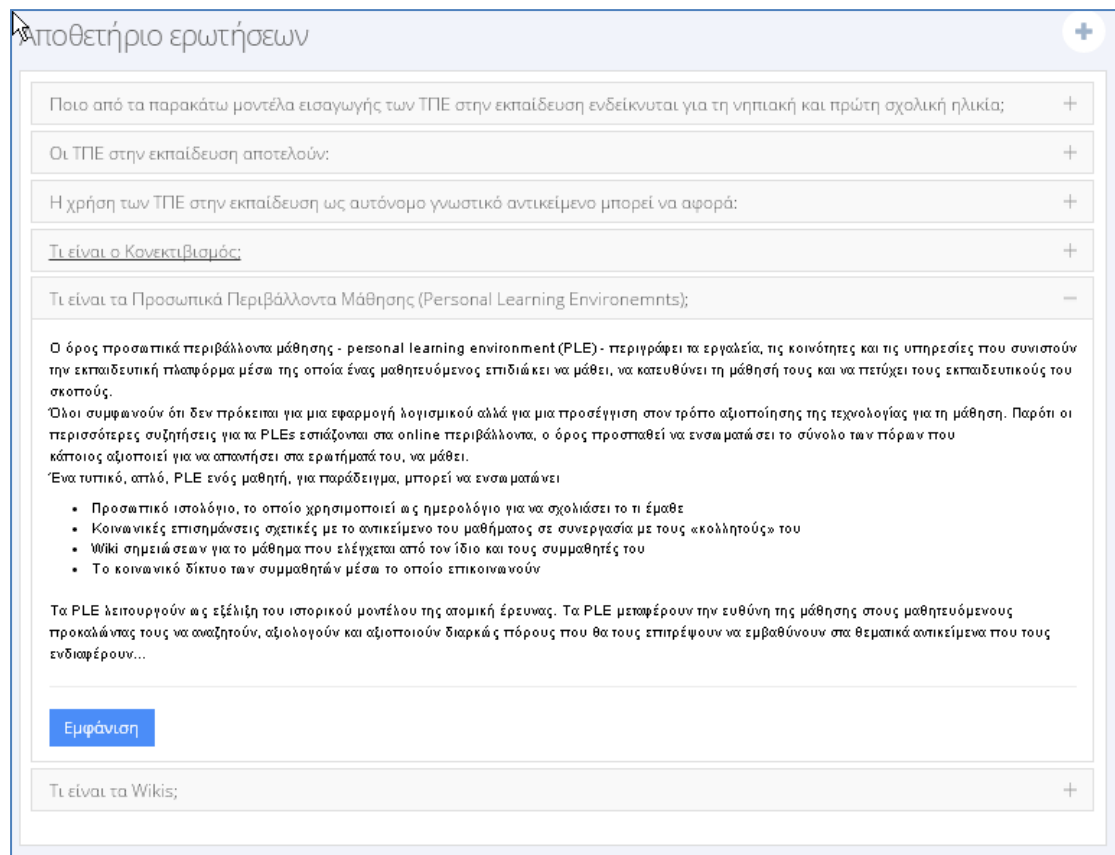 Αποθετήριο ερωτήσεων
Ποιο από τα παρακάτω μοντέλα εισαγωγής των ΤΠΕ στην εκπαίδευση ενδείκνυται για τη νηπιακή και πρώτη σχολική ηλικία;
Οι ΤΠΕ στην εκπαίδευση αποτελούν:
Η χρήση των ΤΠΕ στην εκπαίδευση ως αυτόνομο γνωστικό αντικείμενο μπορεί να αφορά:
Τι είναι ο Κονεκτιβισμός;
Τι είναι τα Προσωπικά Περιβάλλοντα Μάθησης (Personal Learning Environemnts);
Ο όρος προσωπικά περιβάλλοντα μάθησης - personal learning environment (PLE) - περιγράφει τα εργαλεία, τις κοινότητες και τις υπηρεσίες που συνιστούν
την εκπαιδευτική πλατφόρμα μέσω της οποία ένας μαθητευόμενος επιδιώκει να μάθει, να κατευθύνει τη μάθησή τους και να πετύχει τους εκπαιδευτικούς του
σκοπούς.
Όλοι συμφωνούν ότι δεν πρόκειται για μια εφαρμογή λογισμικού αλλά για μια προσέγγιση στον τρόπο αξιοποίησης της τεχνολογίας για τη μάθηση. Παρότι οι
περισσότερες συζητήσεις για τα PLEs εστιάζονται στα online περιβάλλοντα, ο όρος προσπαθεί να ενσωματώσει το σύνολο των πόρων που
κάποιος αξιοποιεί για να απαντήσει στα ερωτήματά του, να μάθει.
Ένα τυπικό, απλό, PLE ενός μαθητή, για παράδειγμα, μπορεί να ενσωματώνει
• Προσωπικό ιστολόγιο, το οποίο χρησιμοποιεί ως ημερολόγιο για να σχολιάσει το τι έμαθε
• Κοινωνικές επισημάνσεις σχετικές με το αντικείμενο του μαθήματος σε συνεργασία με τους «κολλητούς» του
• Wiki σημειώσεων για το μάθημα που ελέγχεται από τον ίδιο και τους συμμαθητές του
• Το κοινωνικό δίκτυο των συμμαθητών μέσω το οποίο επικοινωνούν
Τα PLE λειτουργούν ως εξέλιξη του ιστορικού μοντέλου της ατομική έρευνας. Τα PLE μεταφέρουν την ευθύνη της μάθησης στους μαθητευόμενους
προκαλώντας τους να αναζητούν, αξιολογούν και αξιοποιούν διαρκώς πόρους που θα τους επιτρέψουν να εμβαθύνουν στα θεματικά αντικείμενα που τους
ενδιαφέρουν...
Εμφάνιση
Τι είναι τα Wikis;